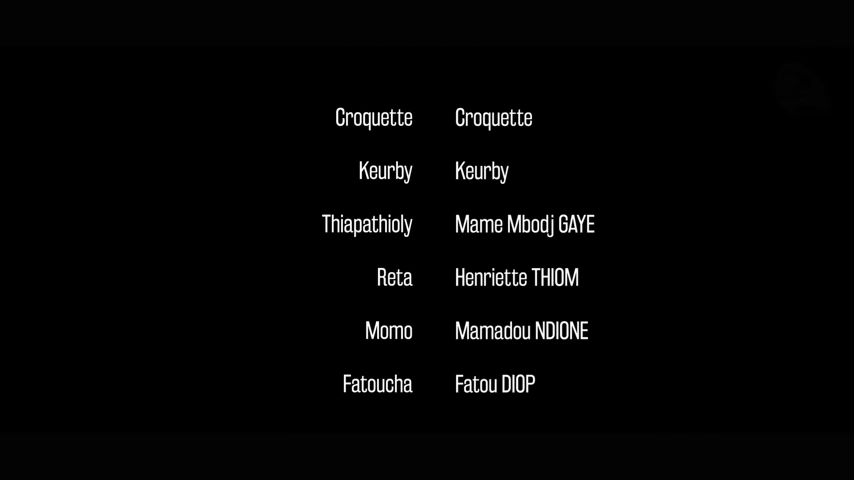 Croquette Croquette
Keurby Keurby
Thiapathioly Mame Mbodj GAYE
Reta Henriette THIOM
Momo Mamadou NDIONE
Fatoucha Fatou DIOP